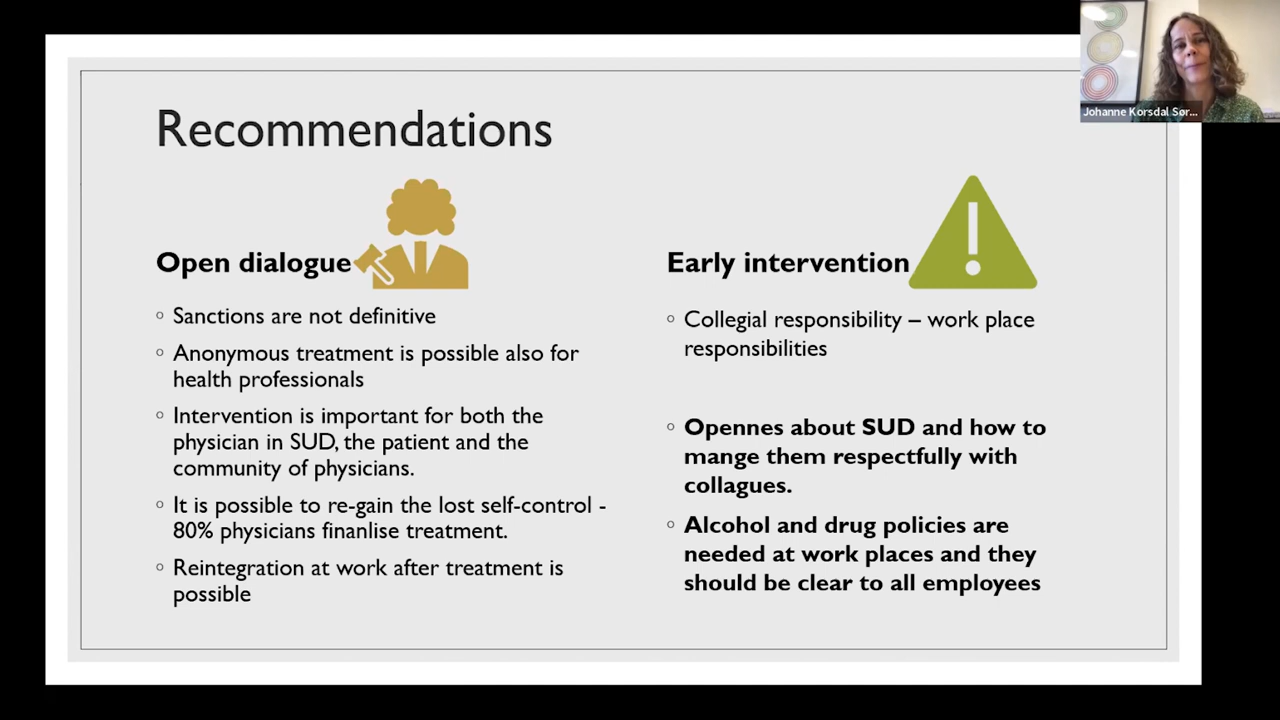 Recommendations
Open dialogue
◦ Sanctions are not definitive
◦ Anonymous treatment is possible also for
health professionals
◦ Intervention is important for both the
physician in SUD, the patient and the
community of physicians.
◦ It is possible to re-gain the lost self-control -
80% physicians finanlise treatment.
◦ Reintegration at work after treatment is
possible
Early intervention
◦ Collegial responsibility – work place
responsibilities
◦ Opennes about SUD and how to
mange them respectfully with
collagues.
◦ Alcohol and drug policies are
needed at work places and they
should be clear to all employees
Johanne Korsdal Sør...